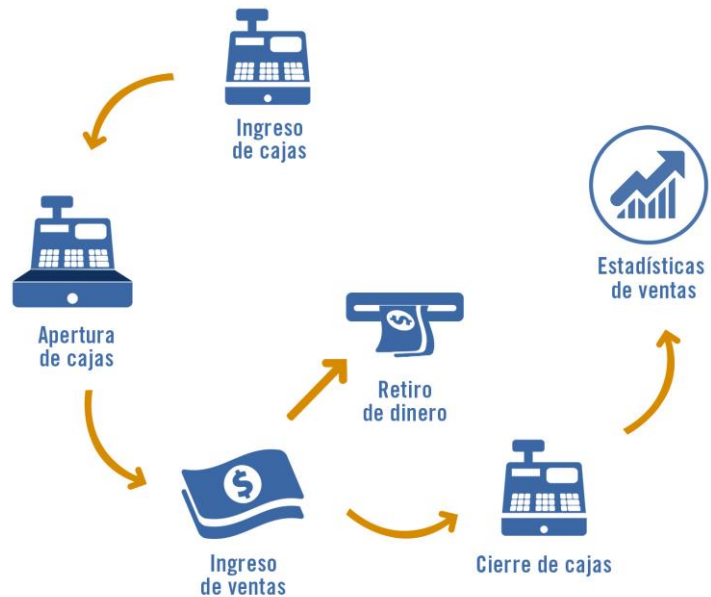 Ingreso
de cajas
Apertura
de cajas
Ingreso
de ventas
$
Retiro
de dinero
$
Cierre de cajas
Estadísticas
de ventas